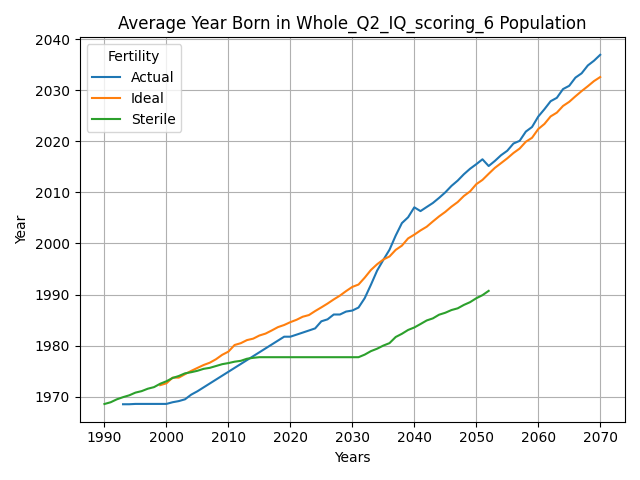 Average Year Born in Whole_Q2_IQ_scoring_6 Population
2040
2030
2020
2010
2000
1990
1980
1970
Year
Fertility
Actual
Ideal
Sterile
1990 2000 2010 2020 2030 2040 2050 2060 2070
Years